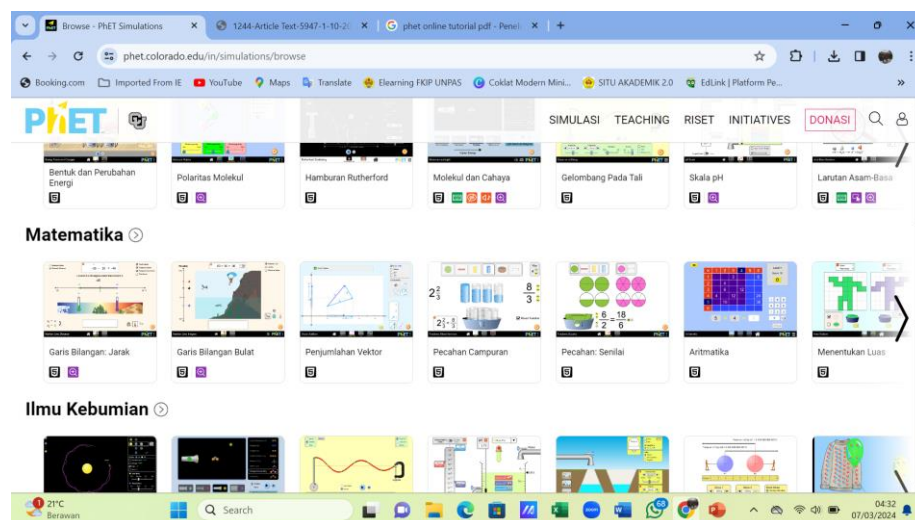 Browse - PhET Simulations
1244-Article Text-5947-1-10-20
phet online tutorial pdf - Penelu
phet.colorado.edu/in/simulations/browse
Booking.com Imported From IE YouTube Maps Translate Elearning FKIP UNPAS Coklat Modern Mini... SITU AKADEMIK 2.0 EdLink | Platform Pe...
PhET SIMULASI TEACHING RISET INITIATIVES DONASI
Bentuk dan Perubahan Energi
Polaritas Molekul
Hamburan Rutherford
Molekul dan Cahaya
Gelombang Pada Tali
Skala pH
Larutan Asam-Basa
Matematika
Garis Bilangan: Jarak
Garis Bilangan Bulat
Penjumlahan Vektor
Pecahan Campuran
Pecahan: Senilai
Aritmatika
Menentukan Luas
Ilmu Kebumian
21°C
Berawan
Search
68
04:32
07/03/2024